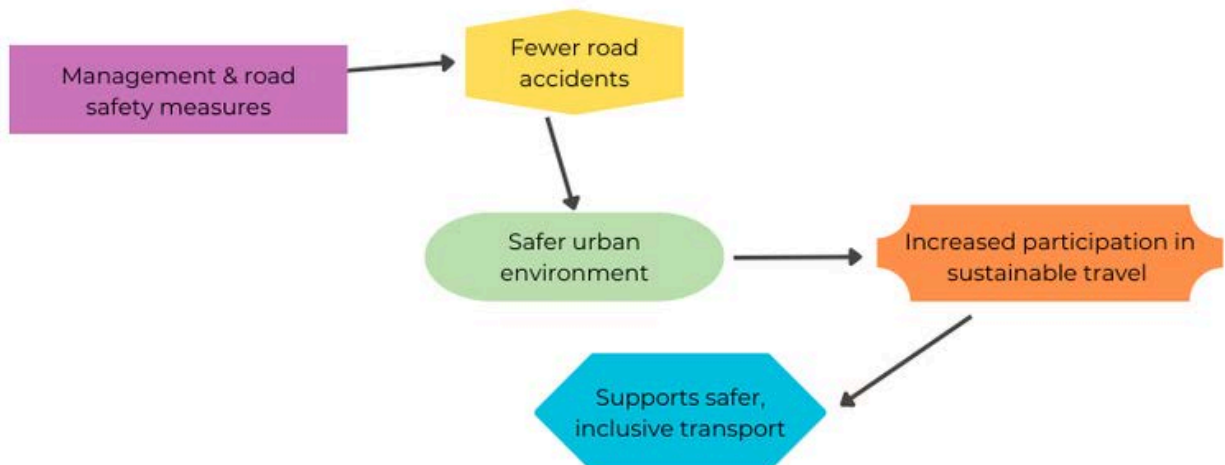 Management & road
safety measures
Fewer road
accidents
Safer urban
environment
Increased participation in
sustainable travel
Supports safer,
inclusive transport